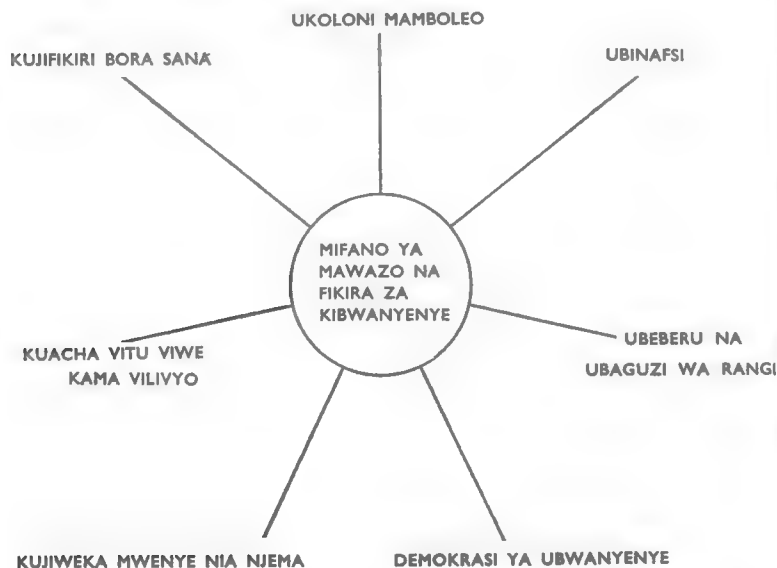 UKOLONI MAMBOLEO
KUJIFIKIRI BORA SANA
UBINAFSI
MIFANO YA
MAWAZO NA
FIKIRA ZA
KIBWANYENYE
KUACHA VITU VIWE
KAMA VILIVYO
UBEBERU NA
UBAGUZI WA RANGI
KUJIWEKA MWENYE NIA NJEMA
DEMOKRASI YA UBWANYENYE